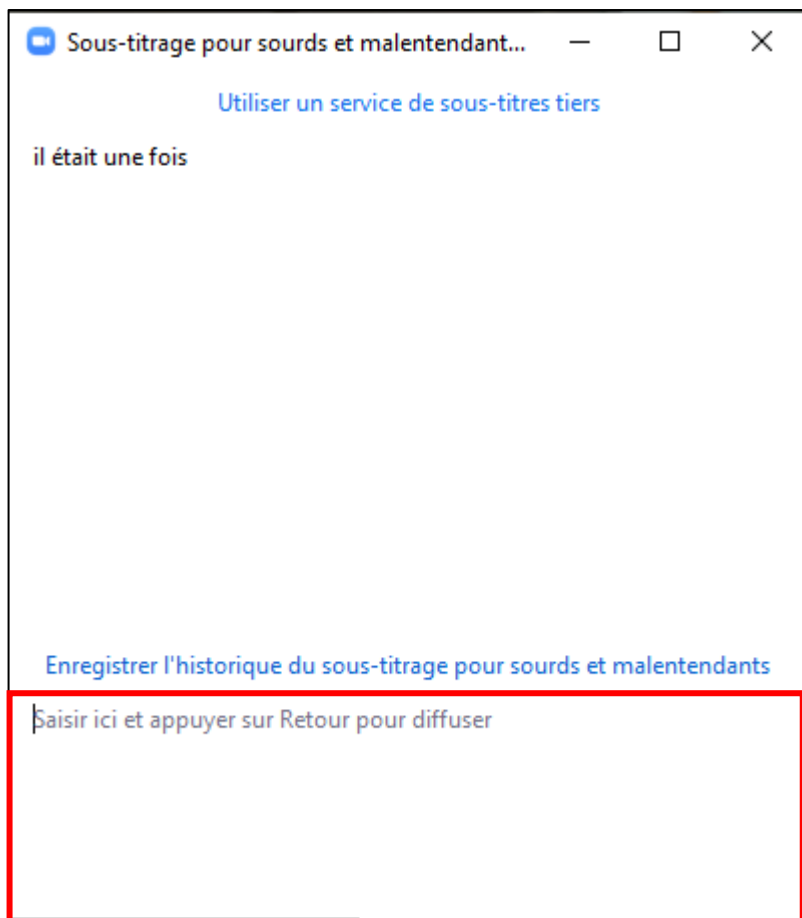 Sous-titrage pour sourds et malentendant...
Utiliser un service de sous-titres tiers
il était une fois
Enregistrer l'historique du sous-titrage pour sourds et malentendants
Saisir ici et appuyer sur Retour pour diffuser